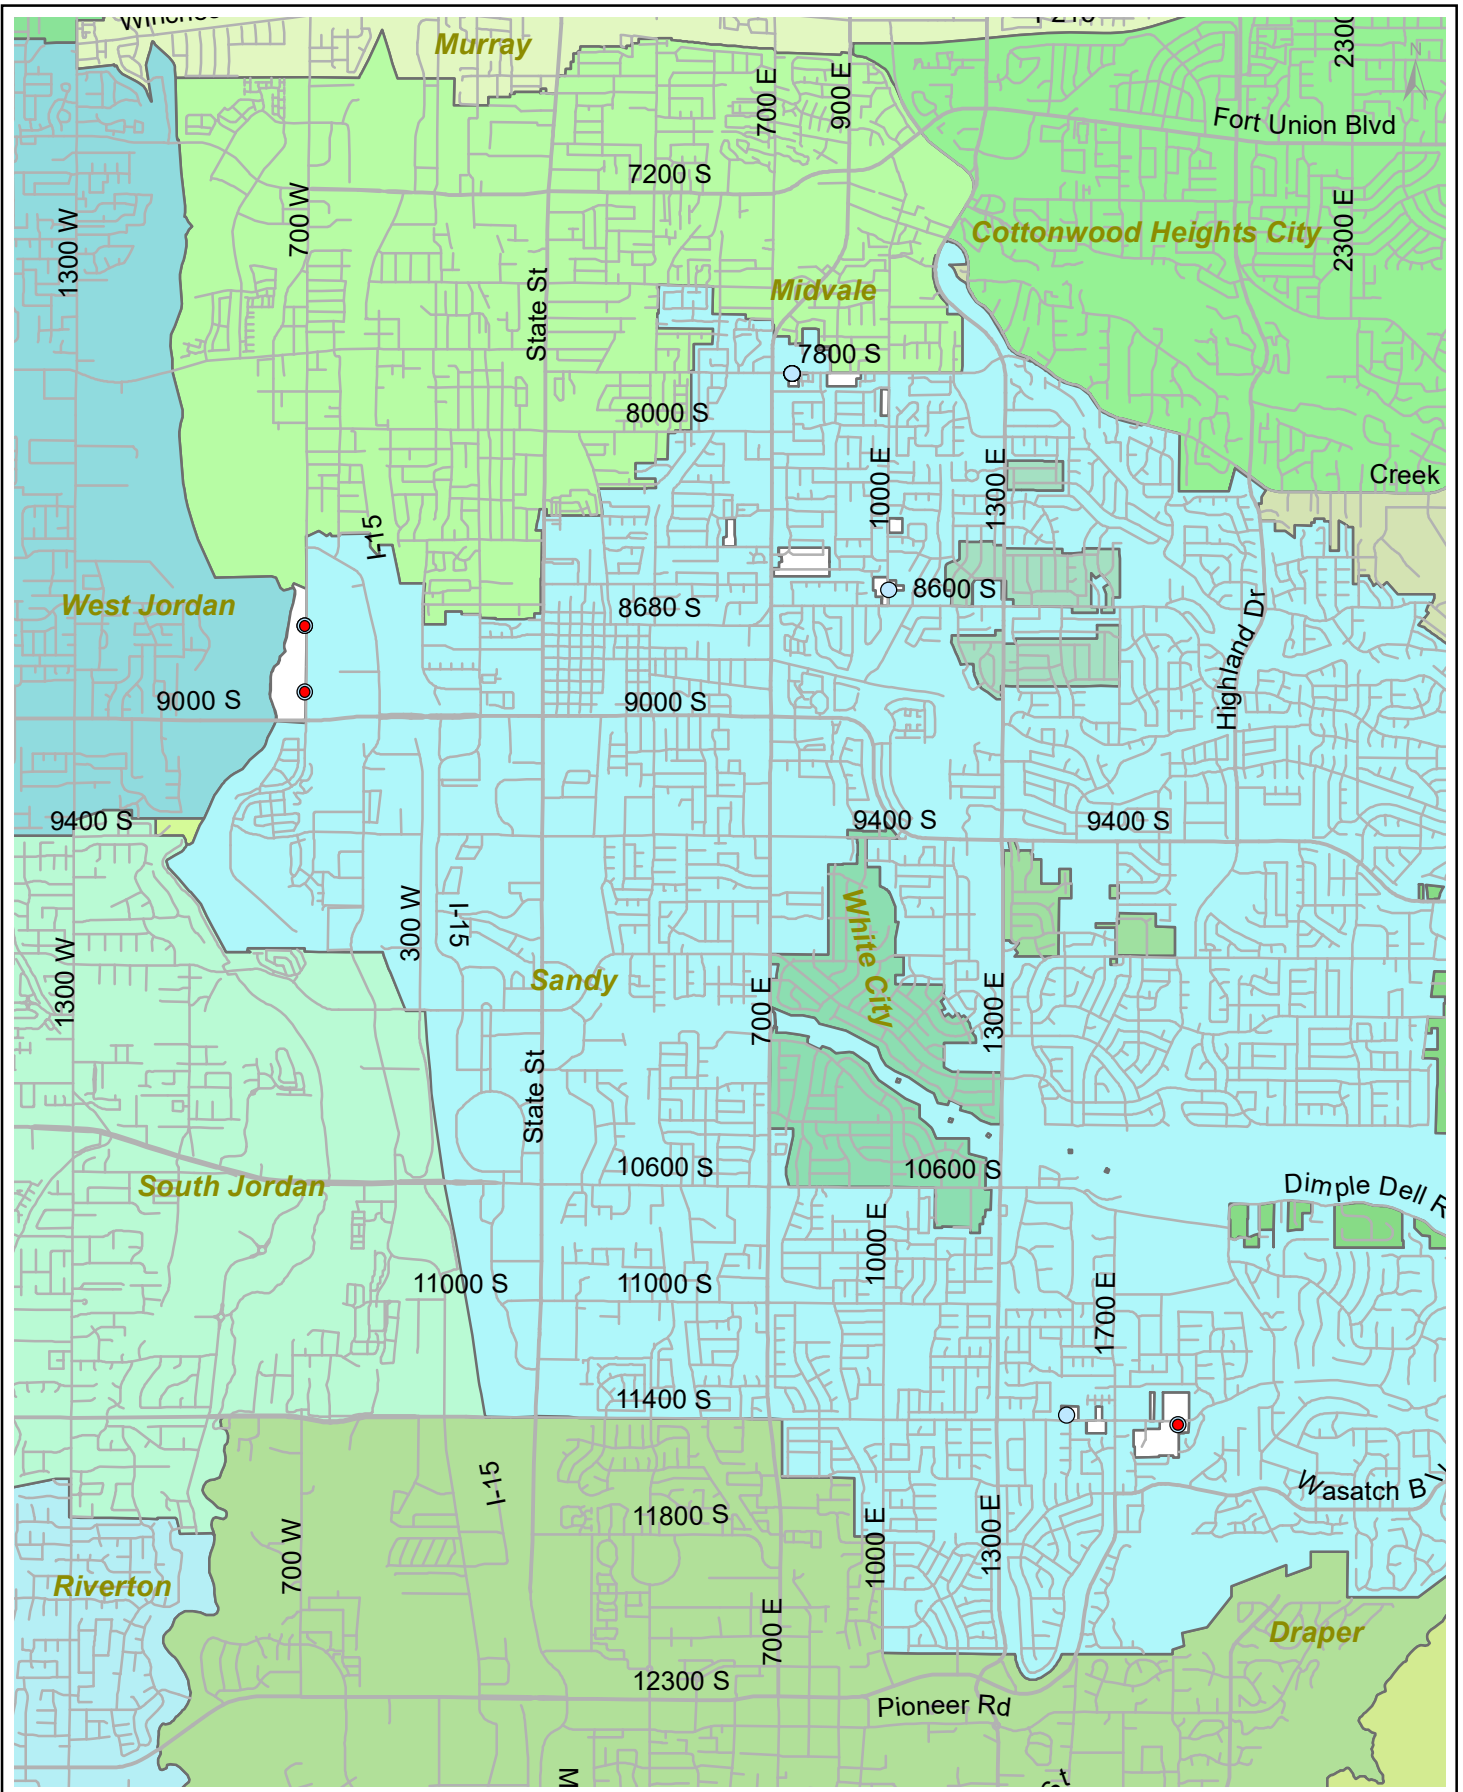 Murray
2300
N
700 E
900 E
Fort Union Blvd
7200 S
700 W
1300 W
2300 E
Cottonwood Heights City
State St
Midvale
7800 S
8000 S
1000 E
1300 E
Creek
I-15
8600 S
West Jordan
8680 S
Highland Dr
9000 S
9000 S
9400 S
9400 S
9400 S
300 W
I-15
White City
1300 W
Sandy
700 E
1300 E
State St
10600 S
10600 S
South Jordan
Dimple Dell R
1000 E
11000 S
11000 S
1700 E
11400 S
I-15
Wasatch Blv
11800 S
700 W
1000 E
1300 E
Riverton
700 E
Draper
12300 S
Pioneer Rd
M